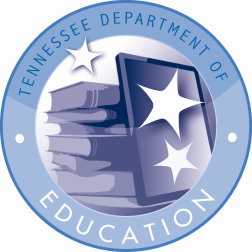 TENNESSEE DEPARTMENT OF
EDUCATION